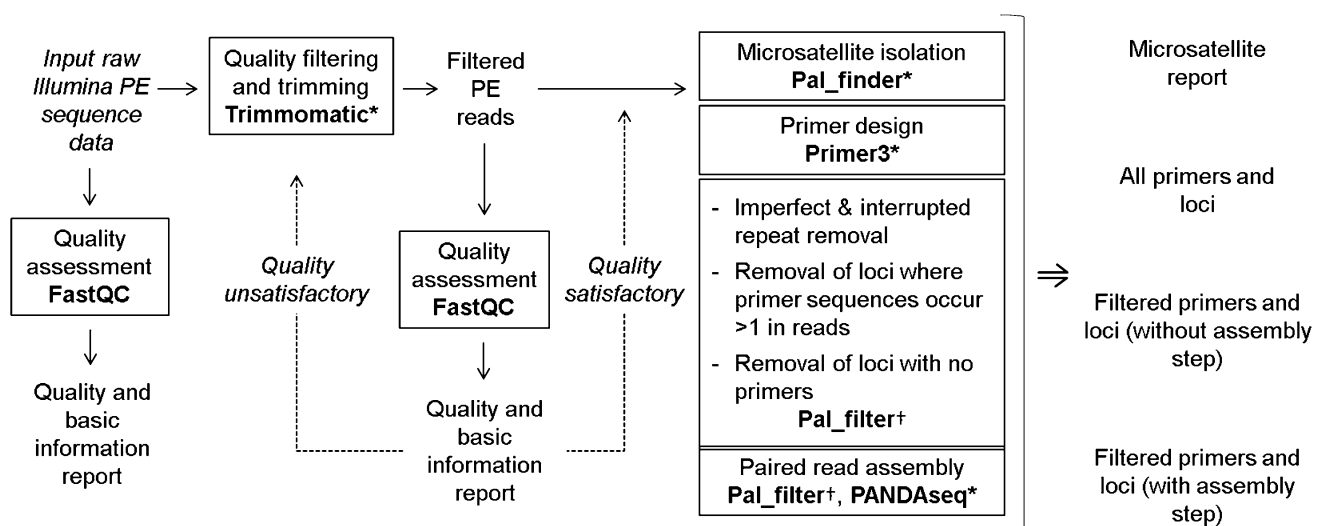 Input raw
Illumina PE
sequence
data
Quality
assessment
FastQC
Quality and
basic
information
report
Quality filtering
and trimming
Trimmomatic*
Quality
unsatisfactory
Filtered
PE
reads
Quality
assessment
FastQC
Quality and
basic
information
report
Quality
satisfactory
Microsatellite isolation
Pal_finder*
Primer design
Primer3*
- Imperfect & interrupted
repeat removal
- Removal of loci where
primer sequences occur
>1 in reads
- Removal of loci with no
primers
Pal_filter†
Paired read assembly
Pal_filter†, PANDAseq*
Microsatellite
report
All primers and
loci
Filtered primers and
loci (without assembly
step)
Filtered primers and
loci (with assembly
step)